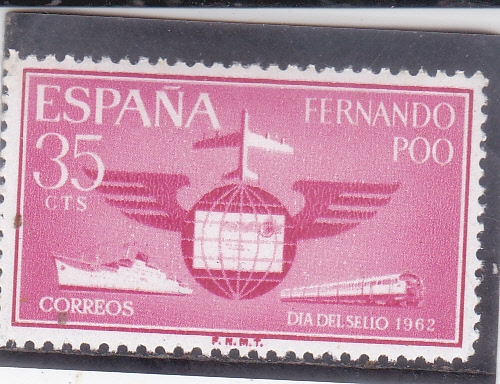 ESPAÑA
FERNANDO
POO
35
CTS
CORREOS
DIA DEL SELLO 1962
F.N.M.T.